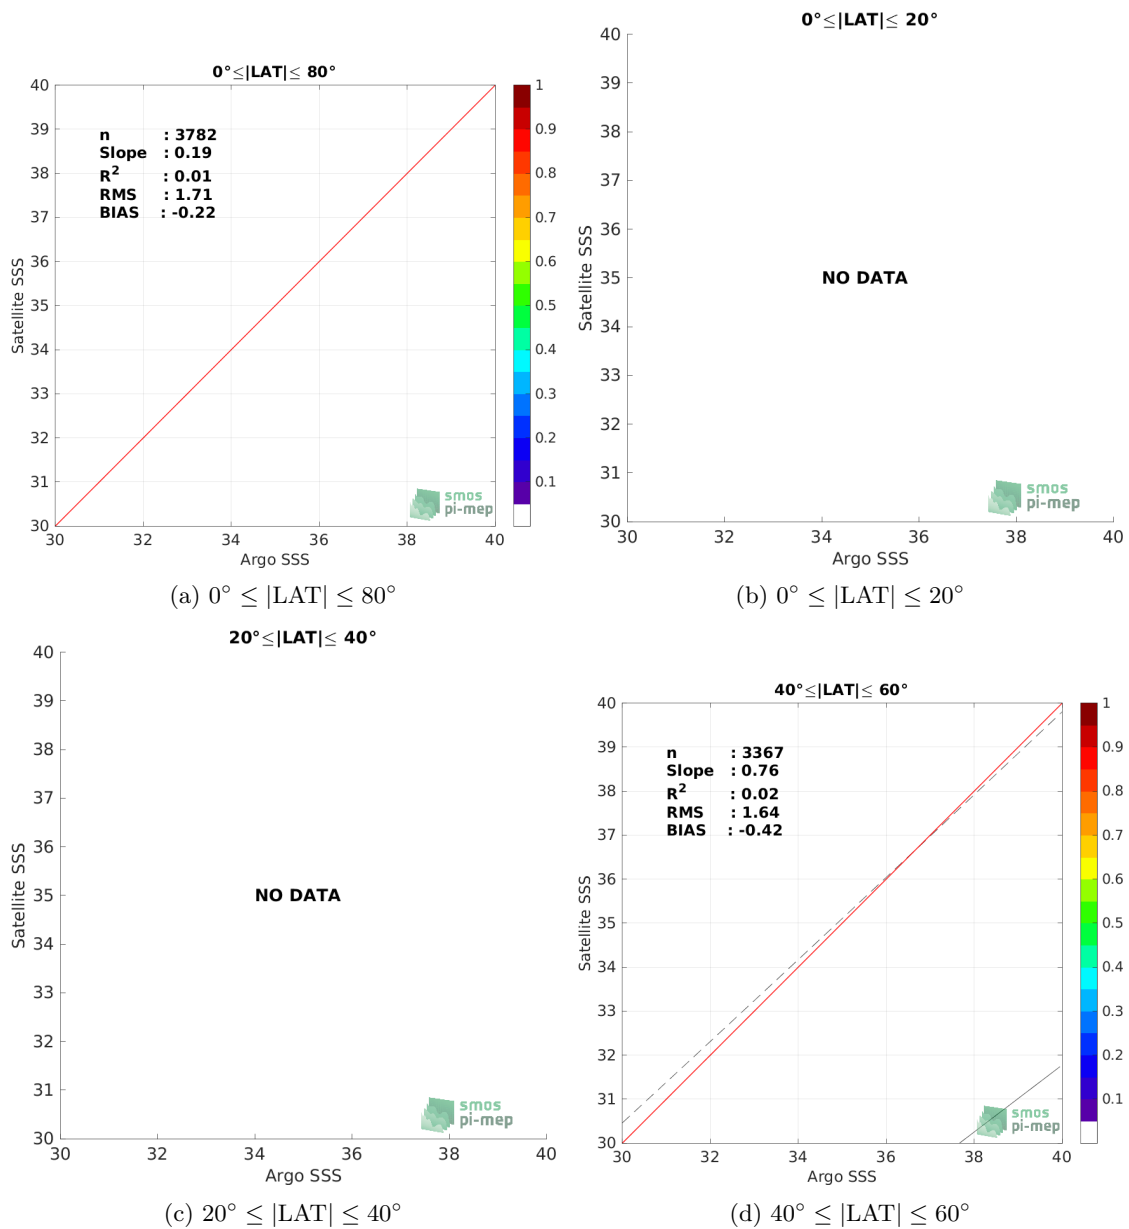 0°≤|LAT|≤ 80°
n : 3782
Slope : 0.19
R² : 0.01
RMS : 1.71
BIAS : -0.22
Satellite SSS
40
39
38
37
36
35
34
33
32
31
30
30 32 34 36 38 40
Argo SSS
1
0.9
0.8
0.7
0.6
0.5
0.4
0.3
0.2
0.1
smos
pi-mep
(a) 0° ≤ |LAT| ≤ 80°
0°≤|LAT|≤ 20°
NO DATA
Satellite SSS
40
39
38
37
36
35
34
33
32
31
30
30 32 34 36 38 40
Argo SSS
smos
pi-mep
(b) 0° ≤ |LAT| ≤ 20°
20°≤|LAT|≤ 40°
NO DATA
Satellite SSS
40
39
38
37
36
35
34
33
32
31
30
30 32 34 36 38 40
Argo SSS
smos
pi-mep
(c) 20° ≤ |LAT| ≤ 40°
40°≤|LAT|≤ 60°
n : 3367
Slope : 0.76
R² : 0.02
RMS : 1.64
BIAS : -0.42
Satellite SSS
40
39
38
37
36
35
34
33
32
31
30
30 32 34 36 38 40
Argo SSS
1
0.9
0.8
0.7
0.6
0.5
0.4
0.3
0.2
0.1
smos
pi-mep
(d) 40° ≤ |LAT| ≤ 60°